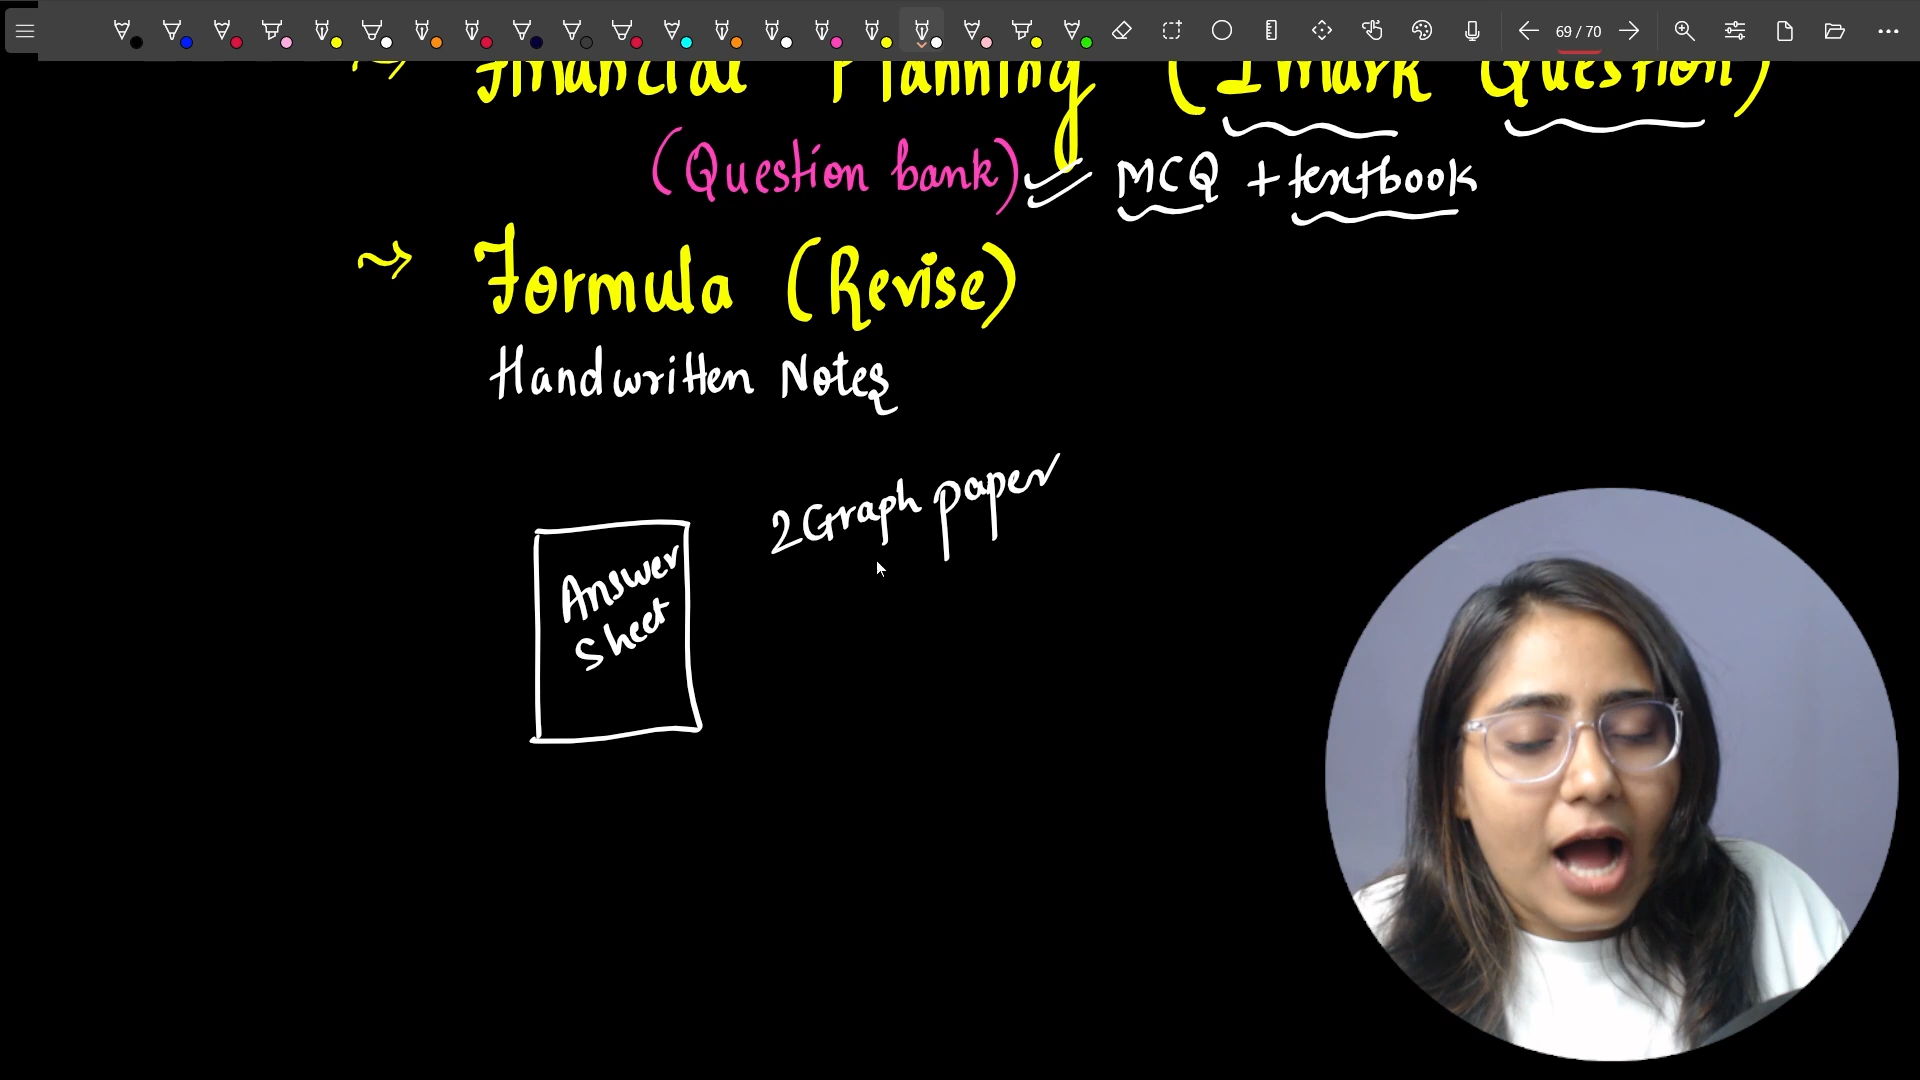 69 / 70
Financial Planning (1 mark Question)
(Question bank) MCQ + textbook
Formula (Revise)
Handwritten Notes
2 Graph paper
Answer
Sheet